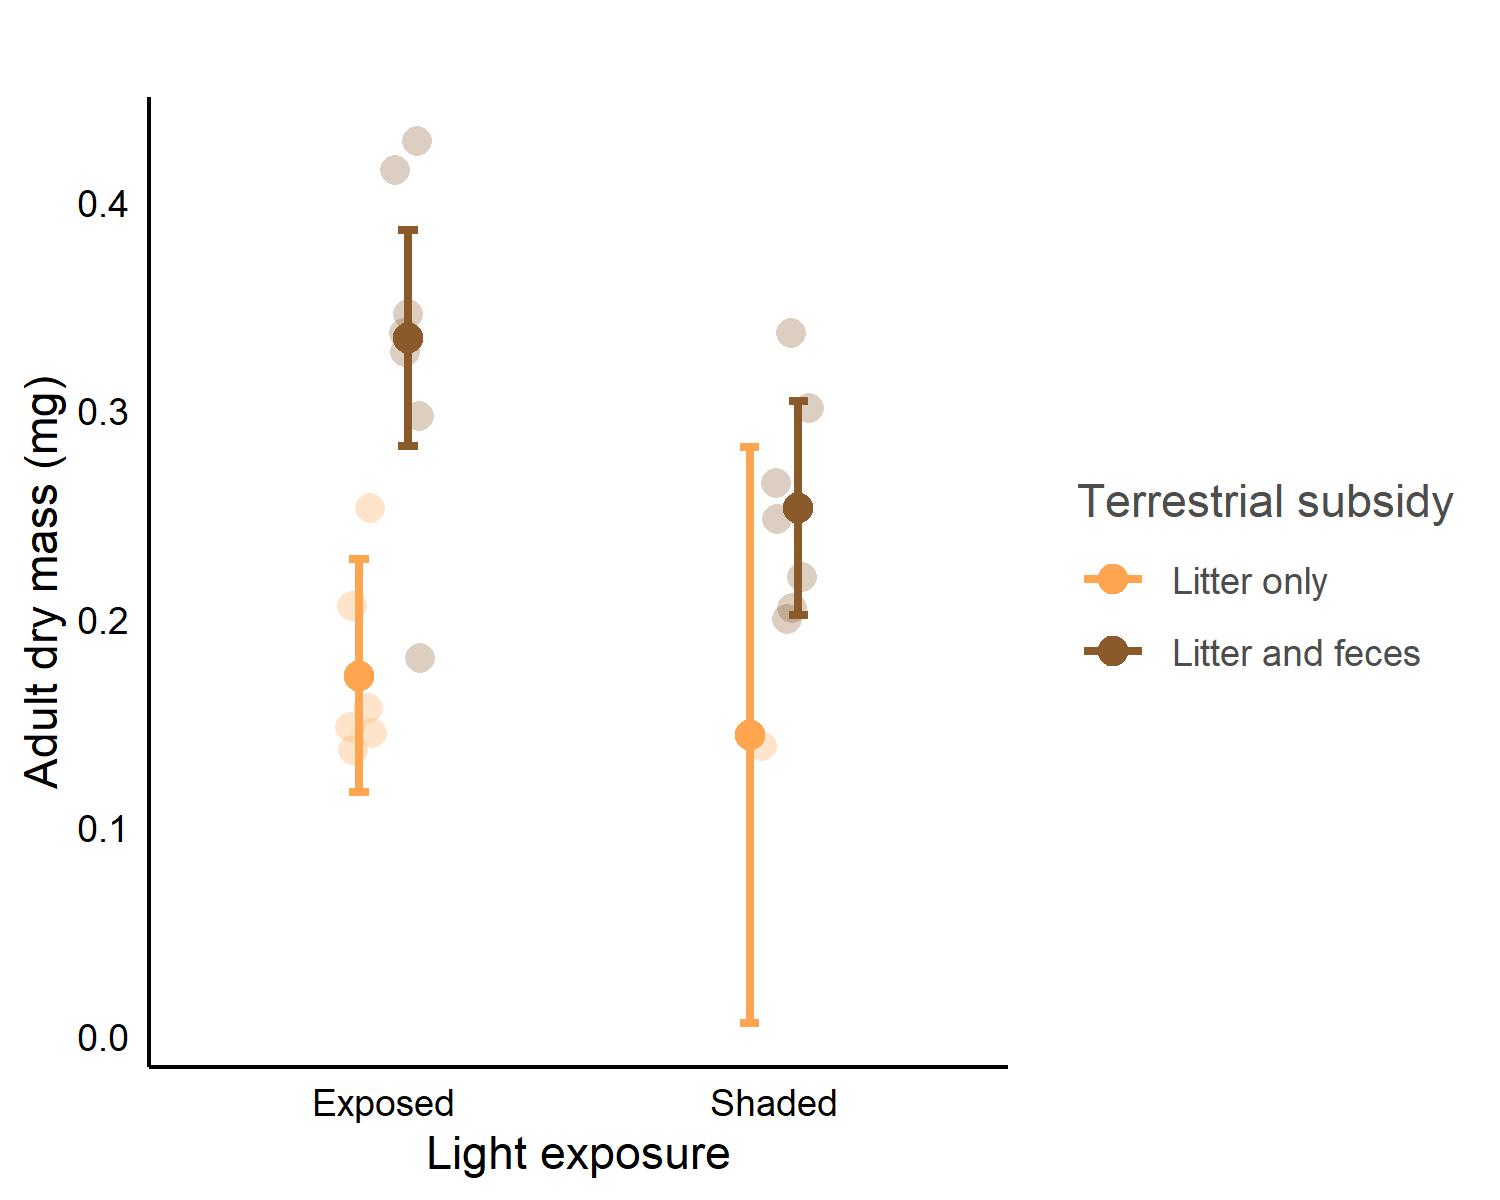 Adult dry mass (mg)
0.4
0.3
0.2
0.1
0.0
Exposed
Shaded
Light exposure
Terrestrial subsidy
Litter only
Litter and feces